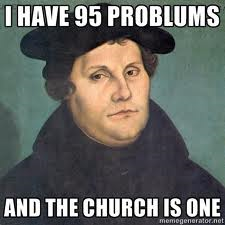 I HAVE 95 PROBLUMS
AND THE CHURCH IS ONE
memegenerator.net